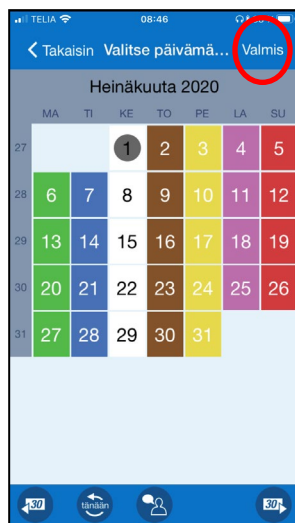 TELIA 08:46
Takaisin Valitse päivämä... Valmis
Heinäkuuta 2020
MA TI KE TO PE LA SU
27 1 2 3 4 5
28 6 7 8 9 10 11 12
29 13 14 15 16 17 18 19
30 20 21 22 23 24 25 26
31 27 28 29 30 31
30 tänään 30